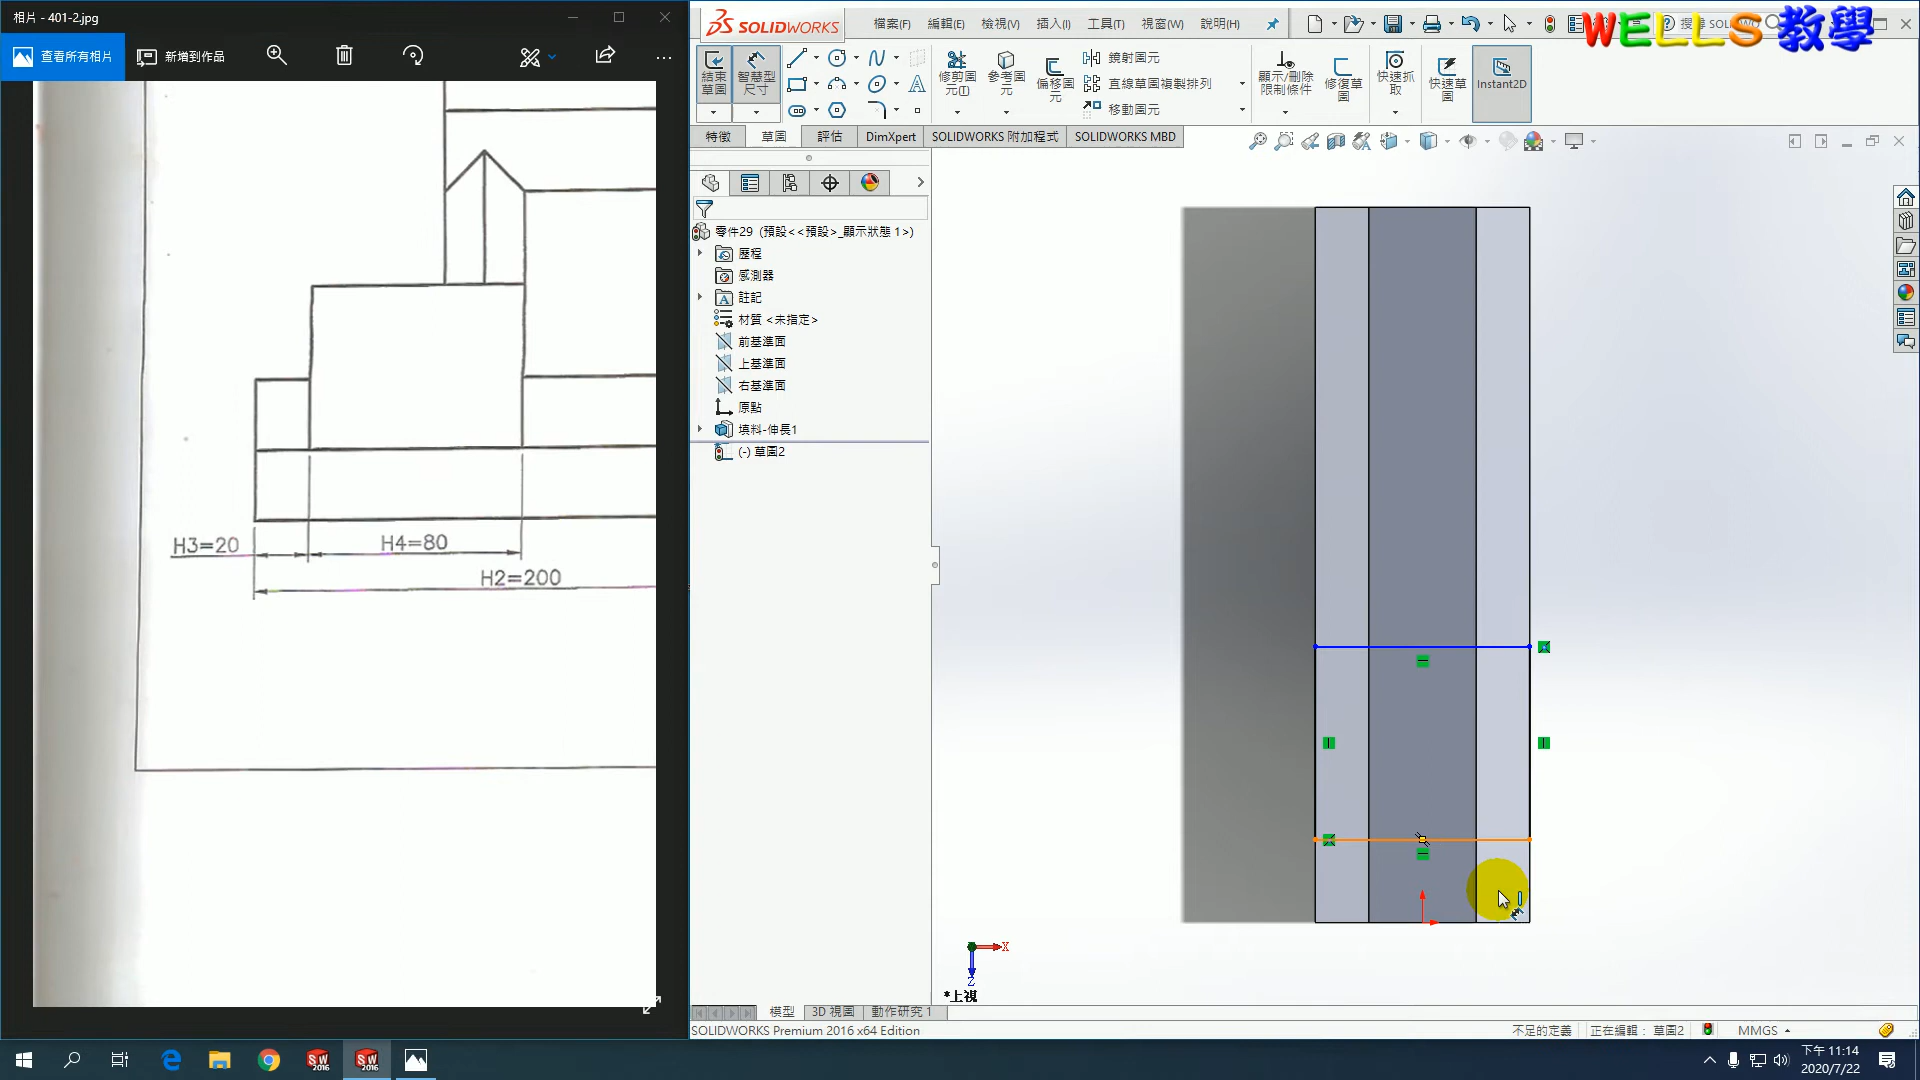 相片 - 401-2.jpg
查看所有相片
新增到作品
H3=20
H4=80
H2=200
SOLIDWORKS
檔案(F)
編輯(E)
檢視(V)
插入(I)
工具(T)
視窗(W)
說明(H)
WELLS 教學
結束草圖
智慧型尺寸
修剪圖元(T)
參考圖元
偏移圖元
鏡射圖元
直線草圖複製排列
移動圖元
顯示/刪除限制條件
修復草圖
快速抓取
快速草圖
Instant2D
特徵
草圖
評估
DimXpert
SOLIDWORKS 附加程式
SOLIDWORKS MBD
零件29 (預設<<預設>_顯示狀態 1>)
歷程
感測器
註記
材質 <未指定>
前基準面
上基準面
右基準面
原點
填料-伸長1
(-) 草圖2
X
Z
*上視
模型
3D 視圖
動作研究 1
SOLIDWORKS Premium 2016 x64 Edition
不足的定義
正在編輯： 草圖2
MMGS
下午 11:14
2020/7/22